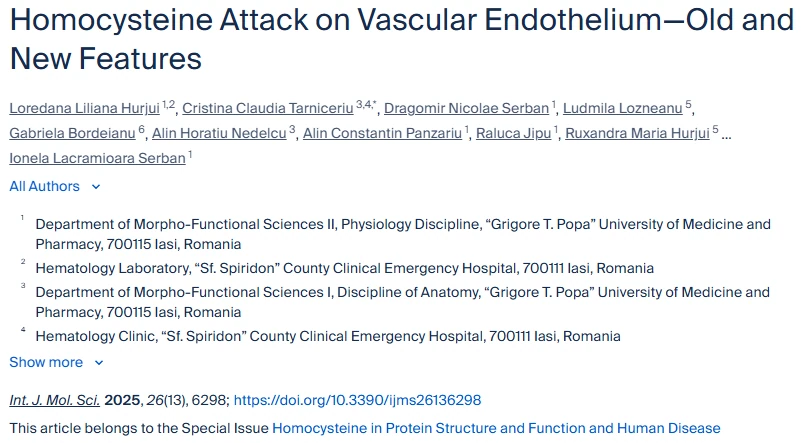 Homocysteine Attack on Vascular Endothelium—Old and
New Features
Loredana Liliana Hurjui 1,2, Cristina Claudia Tarniceriu 3,4,*, Dragomir Nicolae Serban 1, Ludmila Lozneanu 5,
Gabriela Bordeianu 6, Alin Horatiu Nedelcu 3, Alin Constantin Panzariu 1, Raluca Jipu 1, Ruxandra Maria Hurjui 5 ...
Ionela Lacramioara Serban 1
All Authors
1 Department of Morpho-Functional Sciences II, Physiology Discipline, “Grigore T. Popa” University of Medicine and
Pharmacy, 700115 Iasi, Romania
2 Hematology Laboratory, “Sf. Spiridon” County Clinical Emergency Hospital, 700111 Iasi, Romania
3 Department of Morpho-Functional Sciences I, Discipline of Anatomy, “Grigore T. Popa” University of Medicine and
Pharmacy, 700115 Iasi, Romania
4 Hematology Clinic, “Sf. Spiridon” County Clinical Emergency Hospital, 700111 Iasi, Romania
Show more
Int. J. Mol. Sci. 2025, 26(13), 6298; https://doi.org/10.3390/ijms26136298
This article belongs to the Special Issue Homocysteine in Protein Structure and Function and Human Disease